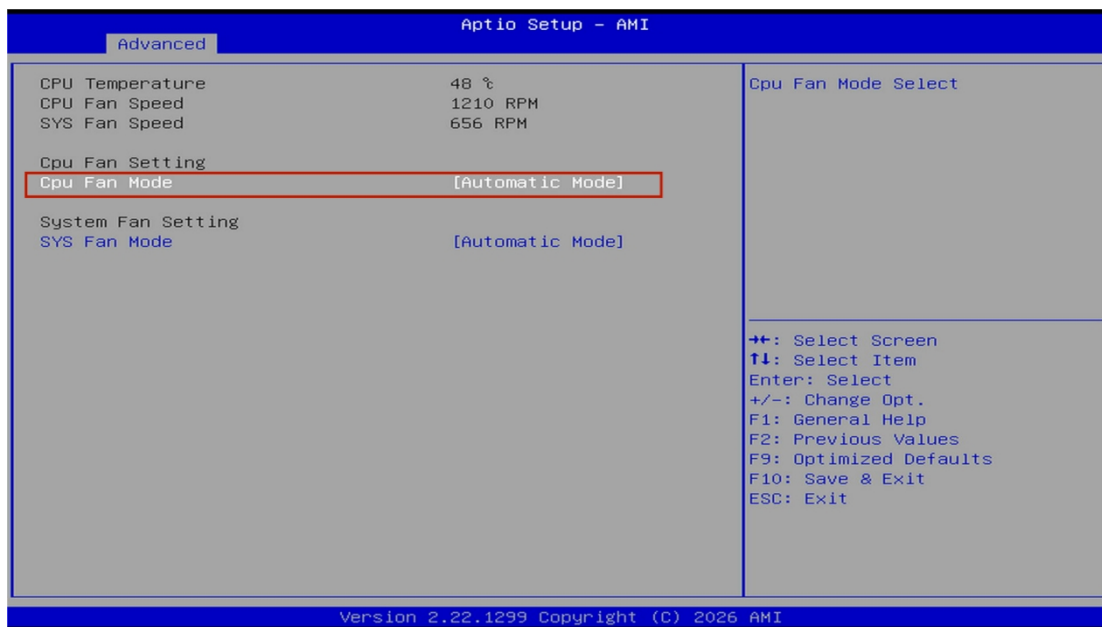 Aptio Setup - AMI
Advanced
CPU Temperature 48 ℃
CPU Fan Speed 1210 RPM
SYS Fan Speed 656 RPM
Cpu Fan Setting
Cpu Fan Mode [Automatic Mode]
System Fan Setting
SYS Fan Mode [Automatic Mode]
Cpu Fan Mode Select
→←: Select Screen
↑↓: Select Item
Enter: Select
+/-: Change Opt.
F1: General Help
F2: Previous Values
F9: Optimized Defaults
F10: Save & Exit
ESC: Exit
Version 2.22.1299 Copyright (C) 2026 AMI